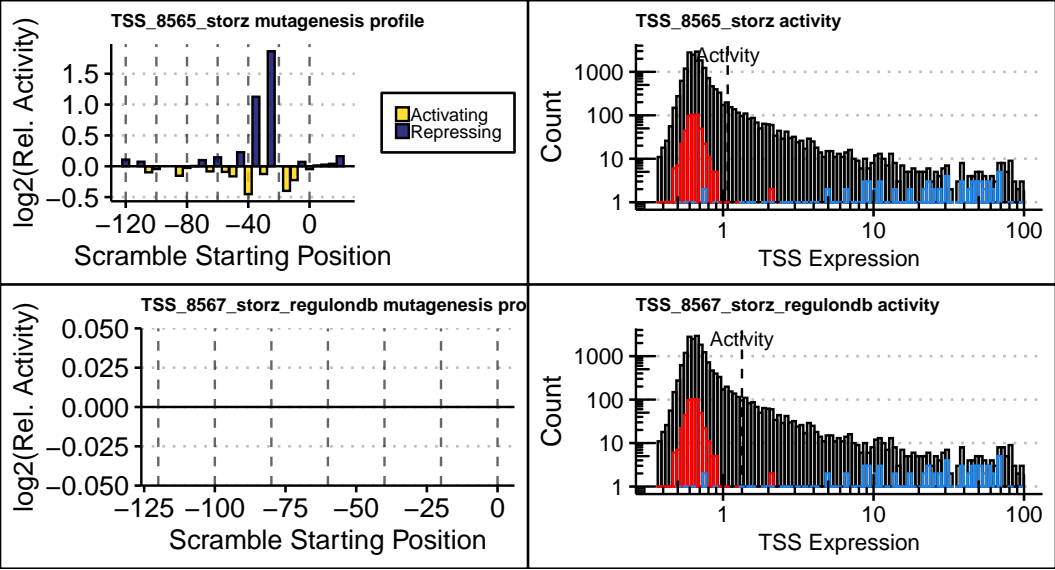 TSS_8565_storz mutagenesis profile
log2(Rel. Activity)
1.5
1.0
0.5
0.0
−0.5
−120 −80 −40 0
Scramble Starting Position
Activating
Repressing
TSS_8565_storz activity
Activity
Count
1000
100
10
1
1 10 100
TSS Expression
TSS_8567_storz_regulondb mutagenesis pro
log2(Rel. Activity)
0.050
0.025
0.000
−0.025
−0.050
−125 −100 −75 −50 −25 0
Scramble Starting Position
TSS_8567_storz_regulondb activity
Activity
Count
1000
100
10
1
1 10 100
TSS Expression